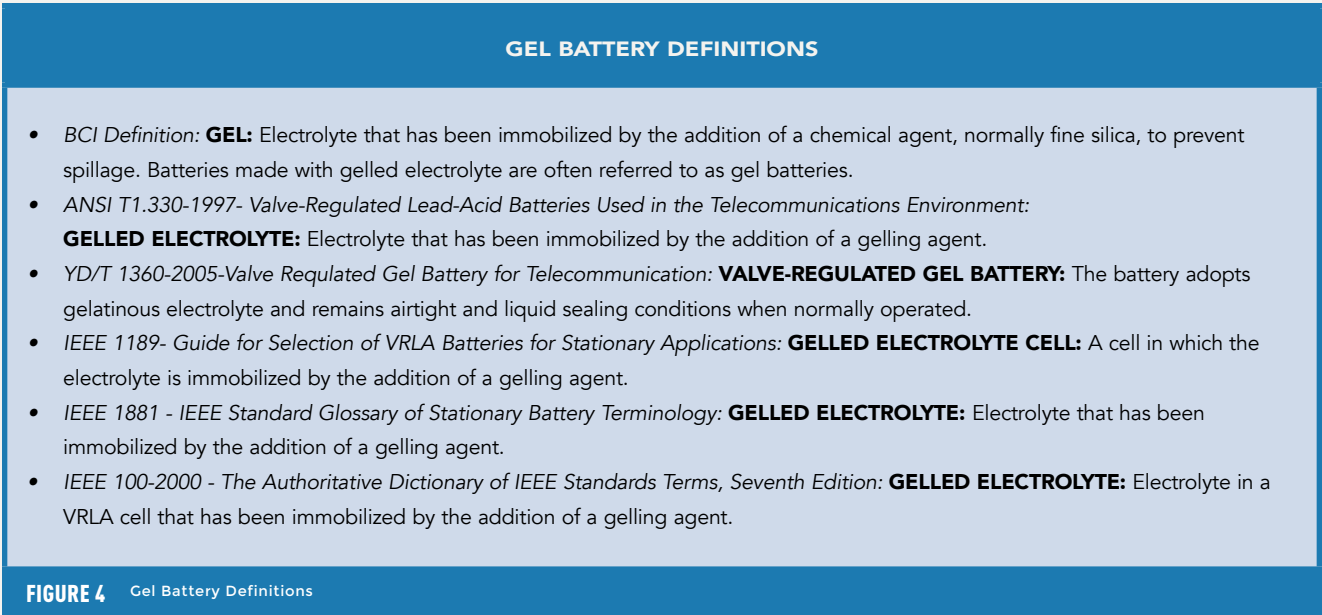 GEL BATTERY DEFINITIONS
• BCI Definition: GEL: Electrolyte that has been immobilized by the addition of a chemical agent, normally fine silica, to prevent
spillage. Batteries made with gelled electrolyte are often referred to as gel batteries.
• ANSI T1.330-1997- Valve-Regulated Lead-Acid Batteries Used in the Telecommunications Environment:
GELLED ELECTROLYTE: Electrolyte that has been immobilized by the addition of a gelling agent.
• YD/T 1360-2005-Valve Requlated Gel Battery for Telecommunication: VALVE-REGULATED GEL BATTERY: The battery adopts
gelatinous electrolyte and remains airtight and liquid sealing conditions when normally operated.
• IEEE 1189- Guide for Selection of VRLA Batteries for Stationary Applications: GELLED ELECTROLYTE CELL: A cell in which the
electrolyte is immobilized by the addition of a gelling agent.
• IEEE 1881 - IEEE Standard Glossary of Stationary Battery Terminology: GELLED ELECTROLYTE: Electrolyte that has been
immobilized by the addition of a gelling agent.
• IEEE 100-2000 - The Authoritative Dictionary of IEEE Standards Terms, Seventh Edition: GELLED ELECTROLYTE: Electrolyte in a
VRLA cell that has been immobilized by the addition of a gelling agent.
FIGURE 4 Gel Battery Definitions